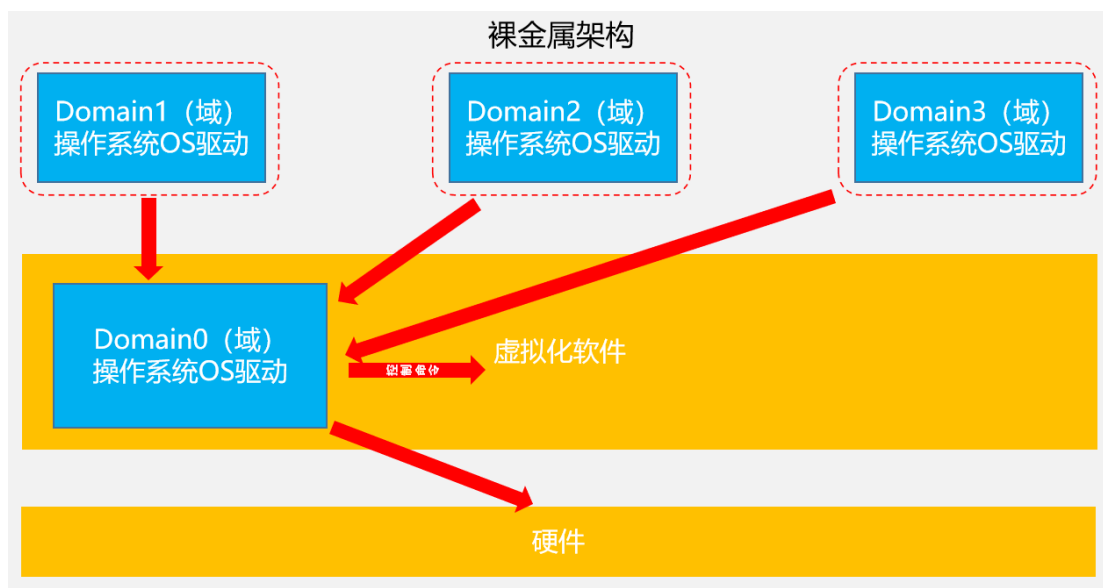 裸金属架构
Domain1（域）
操作系统OS驱动
Domain2（域）
操作系统OS驱动
Domain3（域）
操作系统OS驱动
Domain0（域）
操作系统OS驱动
虚拟化软件
硬件